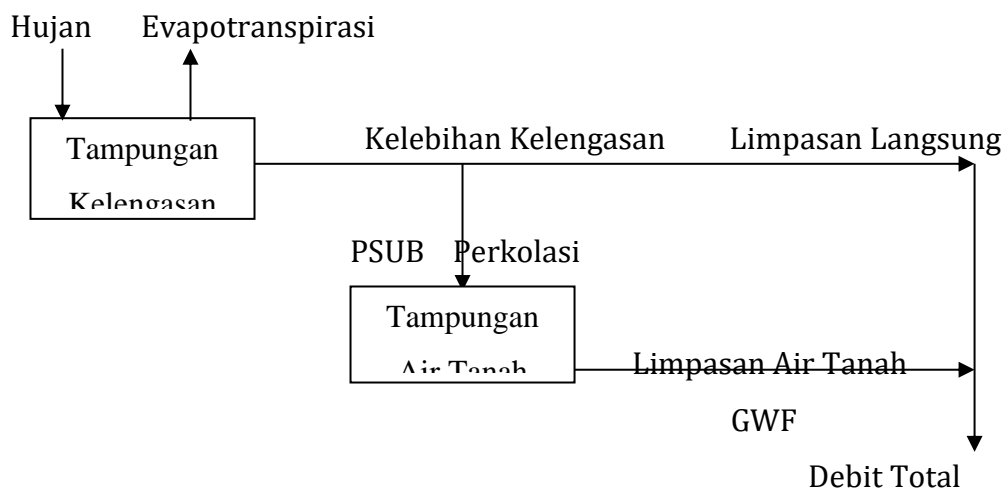 Hujan Evapotranspirasi
Tampungan
Kelengasan
Kelebihan Kelengasan Limpasan Langsung
PSUB Perkolasi
Tampungan
Air Tanah
Limpasan Air Tanah
GWF
Debit Total